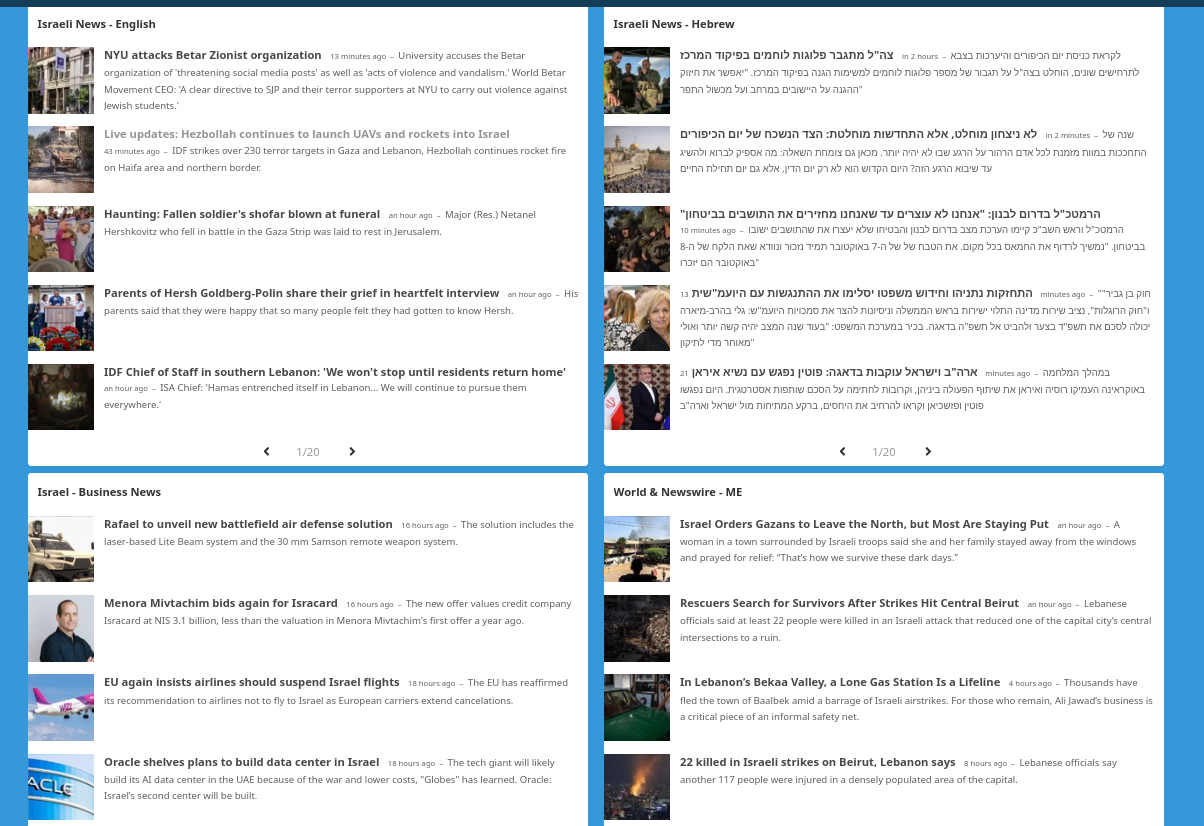 Israeli News - English
NYU attacks Betar Zionist organization 13 minutes ago – University accuses the Betar
organization of 'threatening social media posts' as well as 'acts of violence and vandalism.' World Betar
Movement CEO: 'A clear directive to SJP and their terror supporters at NYU to carry out violence against
Jewish students.'
Live updates: Hezbollah continues to launch UAVs and rockets into Israel
43 minutes ago – IDF strikes over 230 terror targets in Gaza and Lebanon, Hezbollah continues rocket fire
on Haifa area and northern border.
Haunting: Fallen soldier's shofar blown at funeral an hour ago – Major (Res.) Netanel
Hershkovitz who fell in battle in the Gaza Strip was laid to rest in Jerusalem.
Parents of Hersh Goldberg-Polin share their grief in heartfelt interview an hour ago – His
parents said that they were happy that so many people felt they had gotten to know Hersh.
IDF Chief of Staff in southern Lebanon: 'We won't stop until residents return home'
an hour ago – ISA Chief: 'Hamas entrenched itself in Lebanon... We will continue to pursue them
everywhere.'
1/20
Israeli News - Hebrew
צה"ל מתגבר פלוגות לוחמים בפיקוד המרכז in 2 hours – לקראת כניסת יום הכיפורים והיערכות בצבא
לתרחישים שונים, הוחלט בצה"ל על תגבור של מספר פלוגות לוחמים למשימות הגנה בפיקוד המרכז. "יאפשר את חיזוק
ההגנה על היישובים במרחב ועל מכשול התפר"
לא ניצחון מוחלט, אלא התחדשות מוחלטת: הצד הנשכח של יום הכיפורים in 2 minutes – שנה של
התחככות במוות מזמנת לכל אדם הרהור על הרגע שבו לא יהיה יותר. מכאן גם צומחת השאלה: מה אספיק לברוא ולהשיג
עד שיבוא הרגע הזה? היום הקדוש הוא לא רק יום הדין, אלא גם יום תחילת החיים
הרמטכ"ל בדרום לבנון: "אנחנו לא עוצרים עד שאנחנו מחזירים את התושבים בביטחון"
10 minutes ago – הרמטכ"ל וראש השב"כ קיימו הערכת מצב בדרום לבנון והבטיחו שלא יעצרו את שהתושבים ישובו
בביטחון. "נמשיך לרדוף את החמאס בכל מקום. את הטבח של של ה-7 באוקטובר תמיד נזכור ונוודא שאת הלקח של ה-8
באוקטובר הם יזכרו"
התחזקות נתניהו וחידוש משפטו יסלימו את ההתנגשות עם היועמ"שית 13 minutes ago – "חוק בן גביר"
ו"חוק הרוגלות", נציב שירות מדינה התלוי ישירות בראש הממשלה וניסיונות להצר את סמכויות היועמ"ש: גלי בהרב-מיארה
יכולה לסכם את תשפ"ד בצער ולהביט אל תשפ"ה בדאגה. בכיר במערכת המשפט: "בעוד שנה המצב יהיה קשה יותר ואולי
מאוחר מדי לתיקון"
ארה"ב וישראל עוקבות בדאגה: פוטין נפגש עם נשיא איראן 21 minutes ago – במהלך המלחמה
באוקראינה העמיקו רוסיה ואיראן את שיתוף הפעולה ביניהן, וקרובות לחתימה על הסכם שותפות אסטרטגית. היום נפגשו
פוטין ופזשכיאן וקראו להרחיב את היחסים, ברקע המתיחות מול ישראל וארה"ב
1/20
Israel - Business News
Rafael to unveil new battlefield air defense solution 16 hours ago – The solution includes the
laser-based Lite Beam system and the 30 mm Samson remote weapon system.
Menora Mivtachim bids again for Isracard 16 hours ago – The new offer values credit company
Isracard at NIS 3.1 billion, less than the valuation in Menora Mivtachim's first offer a year ago.
EU again insists airlines should suspend Israel flights 18 hours ago – The EU has reaffirmed
its recommendation to airlines not to fly to Israel as European carriers extend cancelations.
WIZZ
Oracle shelves plans to build data center in Israel 18 hours ago – The tech giant will likely
build its AI data center in the UAE because of the war and lower costs, "Globes" has learned. Oracle:
Israel's second center will be built.
ACLE
World & Newswire - ME
Israel Orders Gazans to Leave the North, but Most Are Staying Put an hour ago – A
woman in a town surrounded by Israeli troops said she and her family stayed away from the windows
and prayed for relief: “That's how we survive these dark days.”
Rescuers Search for Survivors After Strikes Hit Central Beirut an hour ago – Lebanese
officials said at least 22 people were killed in an Israeli attack that reduced one of the capital city's central
intersections to a ruin.
In Lebanon's Bekaa Valley, a Lone Gas Station Is a Lifeline 4 hours ago – Thousands have
fled the town of Baalbek amid a barrage of Israeli airstrikes. For those who remain, Ali Jawad's business is
a critical piece of an informal safety net.
22 killed in Israeli strikes on Beirut, Lebanon says 8 hours ago – Lebanese officials say
another 117 people were injured in a densely populated area of the capital.